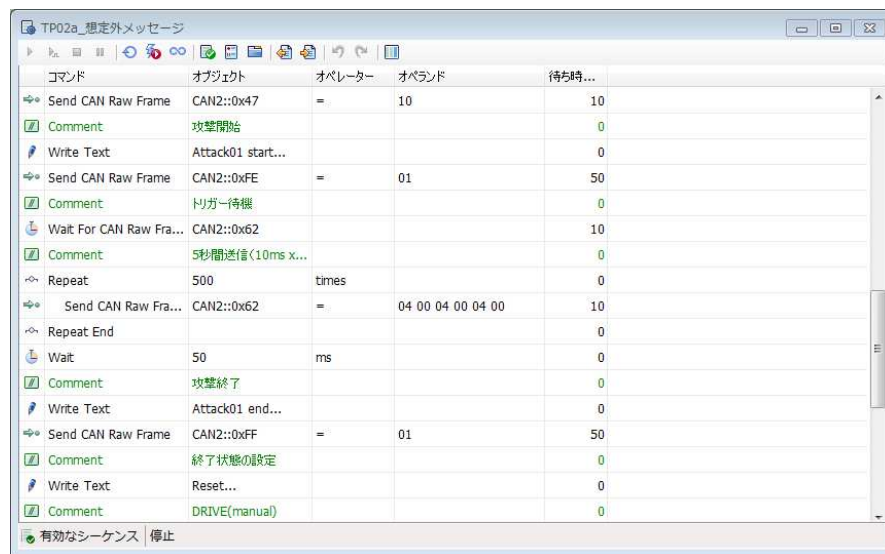 TP02a_想定外メッセージ
コマンド オブジェクト オペレーター オペランド 待ち時...
Send CAN Raw Frame CAN2::0x47 = 10 10
Comment 攻撃開始 0
Write Text Attack01 start... 0
Send CAN Raw Frame CAN2::0xFE = 01 50
Comment トリガー待機 0
Wait For CAN Raw Fra... CAN2::0x62 10
Comment 5秒間送信(10ms x... 0
Repeat 500 times 0
Send CAN Raw Fra... CAN2::0x62 = 04 00 04 00 04 00 10
Repeat End 0
Wait 50 ms 0
Comment 攻撃終了 0
Write Text Attack01 end... 0
Send CAN Raw Frame CAN2::0xFF = 01 50
Comment 終了状態の設定 0
Write Text Reset... 0
Comment DRIVE(manual) 0
有効なシーケンス 停止